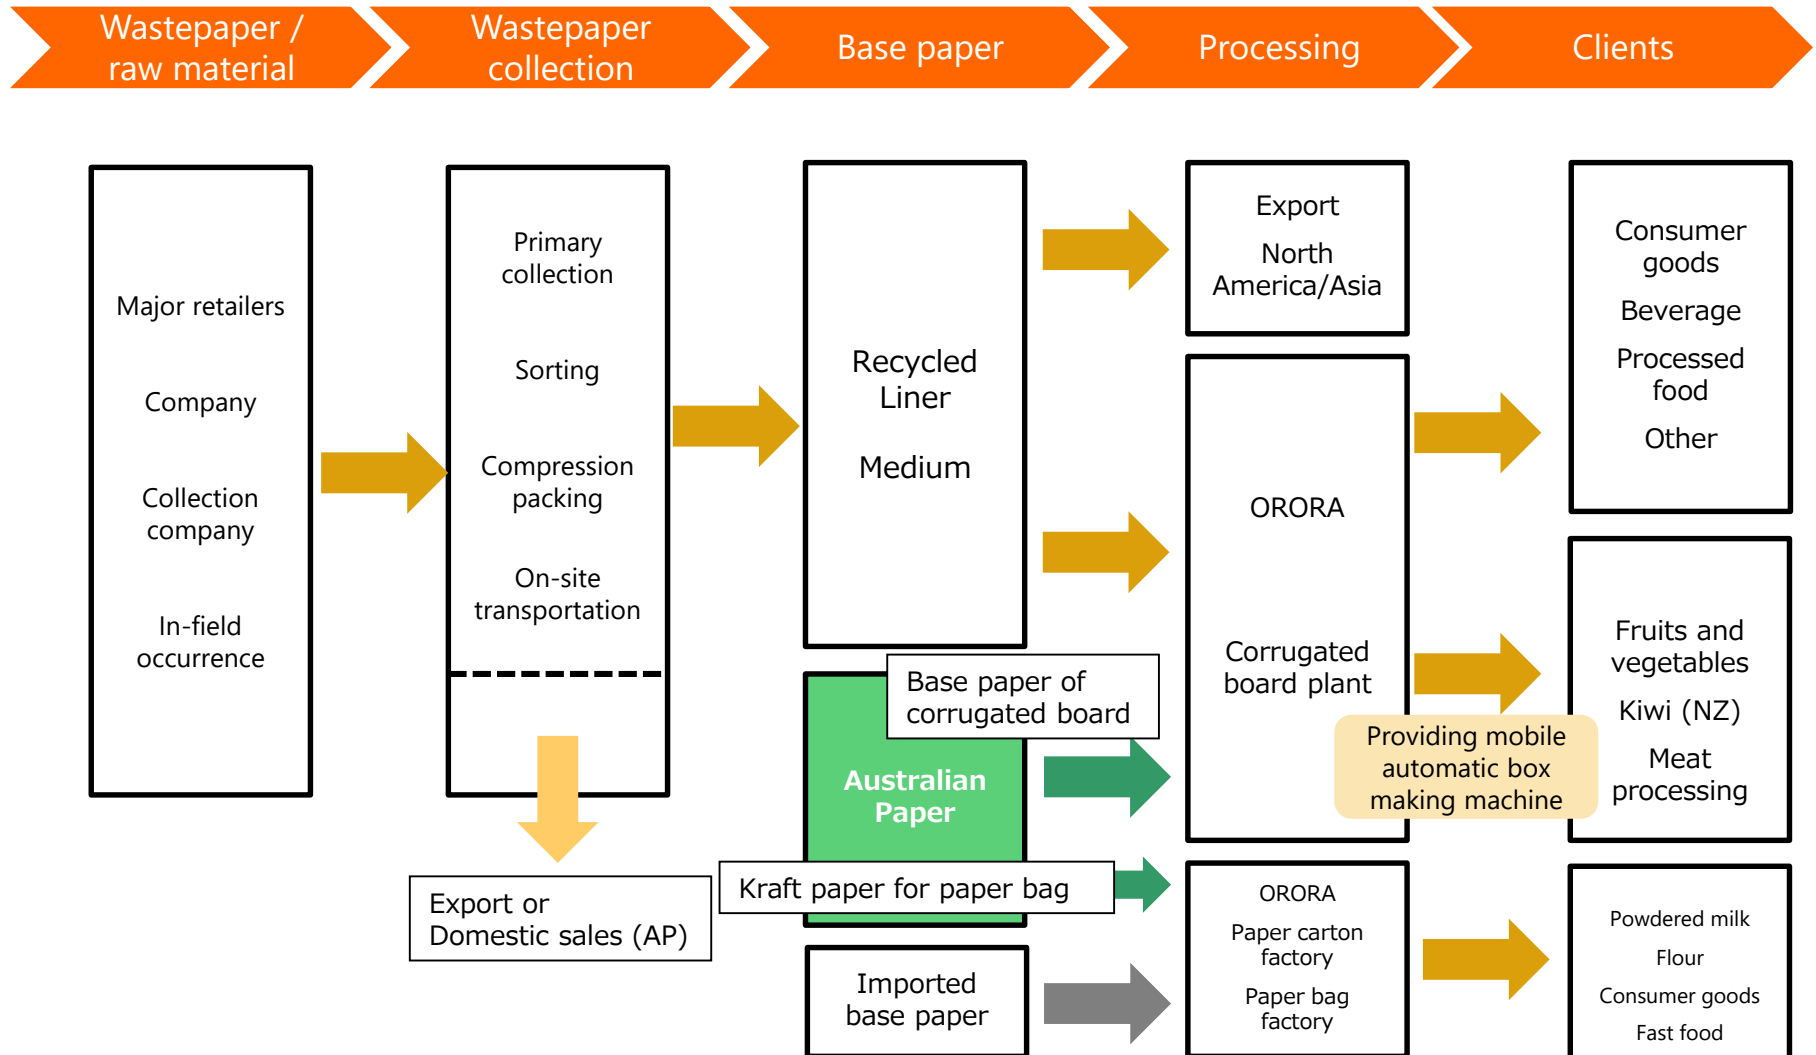 Wastepaper /
raw material
Wastepaper
collection
Base paper
Processing
Clients
Major retailers
Company
Collection
company
In-field
occurrence
Primary
collection
Sorting
Compression
packing
On-site
transportation
Export or
Domestic sales (AP)
Recycled
Liner
Medium
Base paper of
corrugated board
Australian
Paper
Kraft paper for paper bag
Imported
base paper
Export
North
America/Asia
ORORA
Corrugated
board plant
Providing mobile
automatic box
making machine
ORORA
Paper carton
factory
Paper bag
factory
Consumer
goods
Beverage
Processed
food
Other
Fruits and
vegetables
Kiwi (NZ)
Meat
processing
Powdered milk
Flour
Consumer goods
Fast food